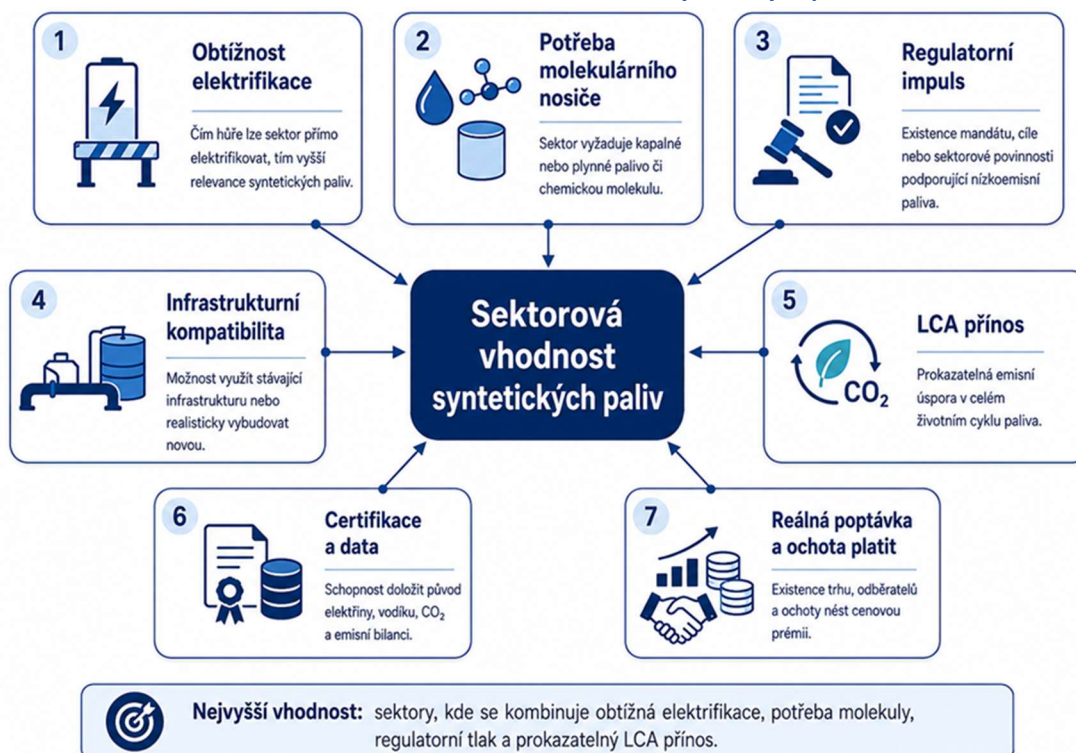 1
Obtížnost
elektrifikace
Čím hůře lze sektor přímo
elektrifikovat, tím vyšší
relevance syntetických paliv.
2
Potřeba
molekulárního
nosiče
Sektor vyžaduje kapalné
nebo plynné palivo či
chemickou molekulu.
3
Regulatorní
impuls
Existence mandátu, cíle
nebo sektorové povinnosti
podporující nízkoemisní
paliva.
4
Infrastrukturní
kompatibilita
Možnost využít stávající
infrastrukturu nebo
realisticky vybudovat
novou.
Sektorová
vhodnost
syntetických paliv
5
CO₂
LCA přínos
Prokazatelná emisní
úspora v celém
životním cyklu paliva.
6
Certifikace
a data
Schopnost doložit původ
elektřiny, vodíku, CO₂
a emisní bilanci.
7
Reálná poptávka
a ochota platit
Existence trhu, odběratelů
a ochoty nést cenovou
prémii.
Nejvyšší vhodnost: sektory, kde se kombinuje obtížná elektrifikace, potřeba molekuly,
regulatorní tlak a prokazatelný LCA přínos.